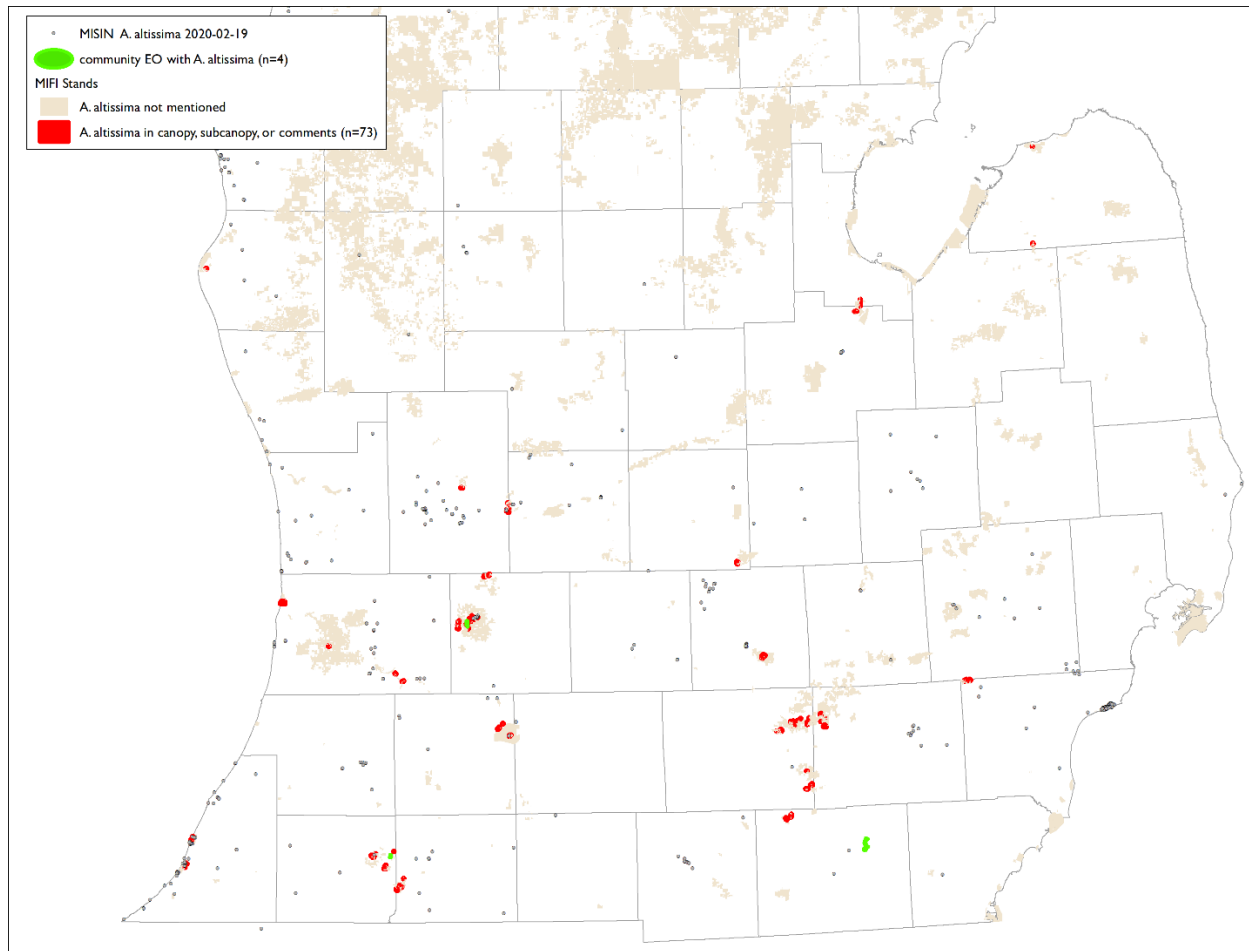 MISIN  A. altissima 2020-02-19
community EO with A. altissima (n=4)
MIFI Stands
A. altissima not mentioned
A. altissima in canopy, subcanopy, or comments (n=73)